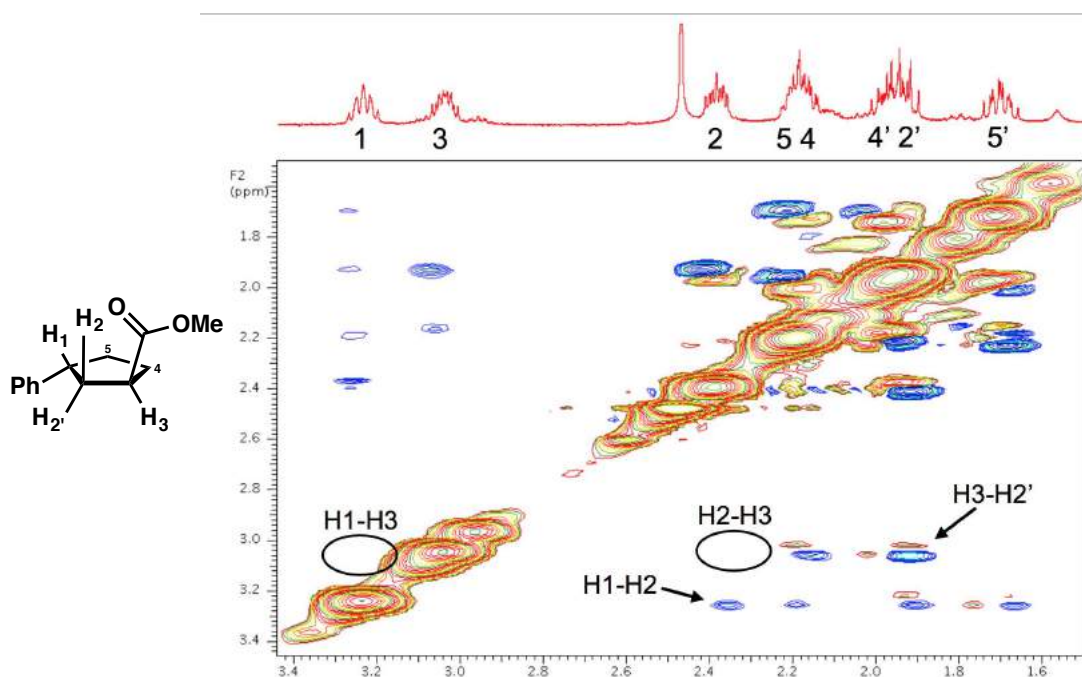 1 3 2 5 4 4' 2' 5'
F2
(ppm)
1.8
2.0
2.2
2.4
2.6
2.8
3.0
3.2
3.4
3.4 3.2 3.0 2.8 2.6 2.4 2.2 2.0 1.8 1.6
H1-H3
H2-H3
H3-H2’
H1-H2
O
H2
OMe
H1
5
4
Ph
H2'
H3